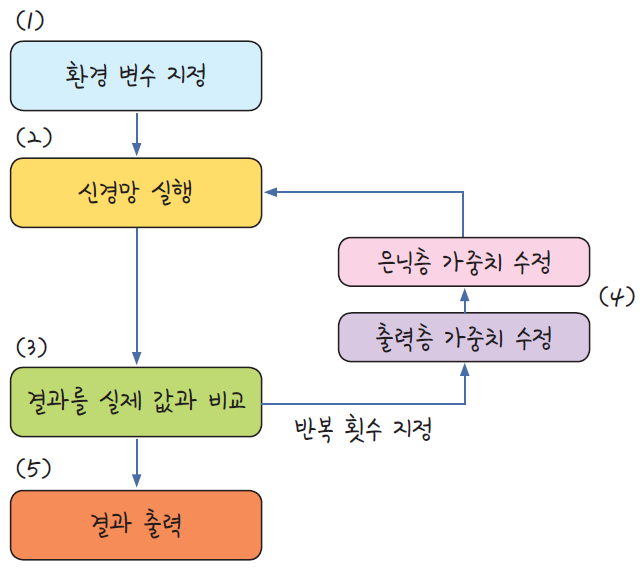 (1)
환경 변수 지정
(2)
신경망 실행
은닉층 가중치 수정
(4)
출력층 가중치 수정
(3)
결과를 실제 값과 비교
반복 횟수 지정
(5)
결과 출력